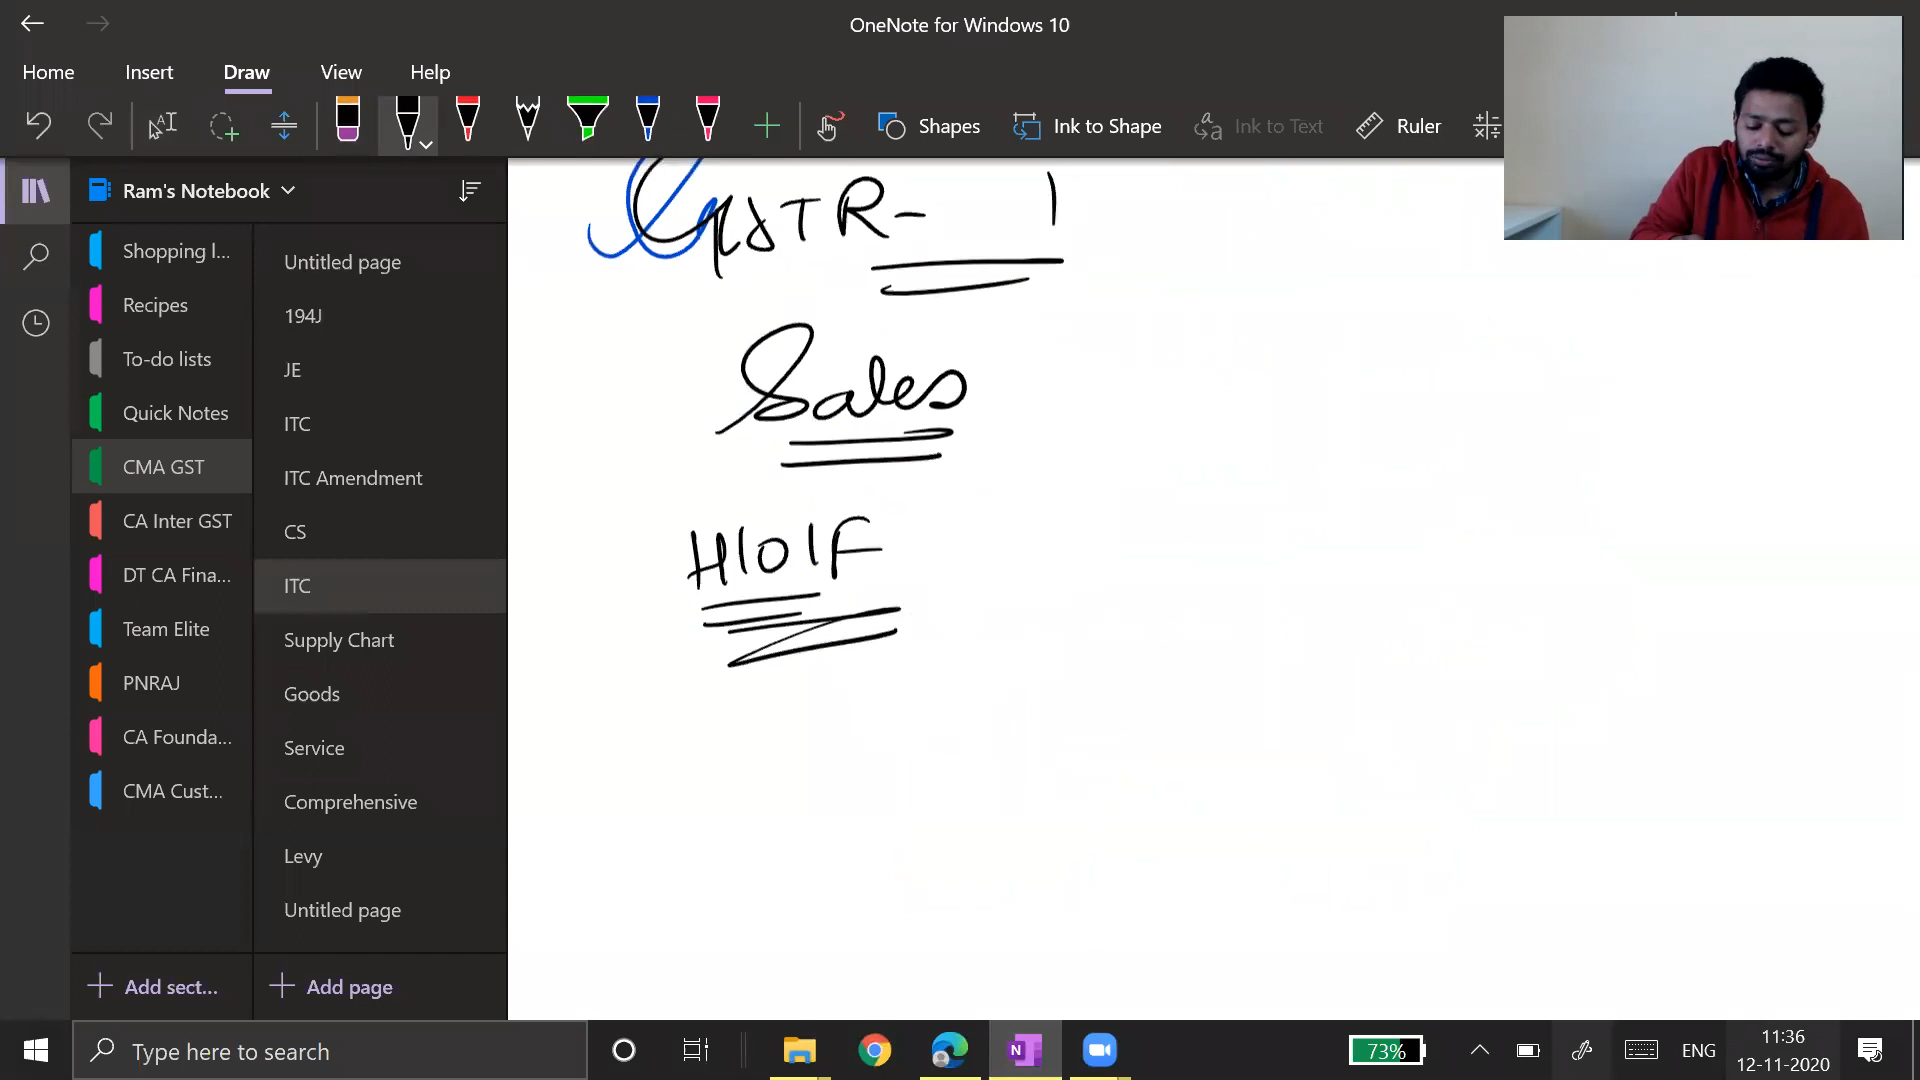 OneNote for Windows 10
Home Insert Draw View Help
Shapes Ink to Shape Ink to Text Ruler
Ram's Notebook
Shopping l...
Recipes
To-do lists
Quick Notes
CMA GST
CA Inter GST
DT CA Fina...
Team Elite
PNRAJ
CA Founda...
CMA Cust...
Add sect...
Untitled page
194J
JE
ITC
ITC Amendment
CS
ITC
Supply Chart
Goods
Service
Comprehensive
Levy
Untitled page
Add page
GSTR- 1
Sales
Type here to search
73%
ENG
11:36
12-11-2020